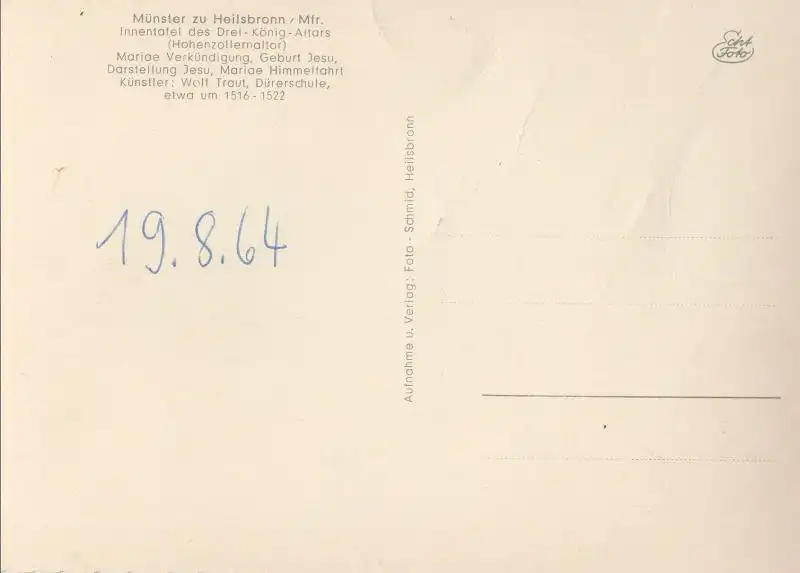 Münster zu Heilsbronn / Mfr.
Innentafel des Drei-König-Altars
(Hohenzollernaltar)
Mariae Verkündigung, Geburt Jesu,
Darstellung Jesu, Mariae Himmelfahrt
Künstler: Wolf Traut, Dürerschule,
etwa um 1516 - 1522
Echt
Foto
19.8.64
Aufnahme u. Verlag: Foto - Schmid, Heilsbronn